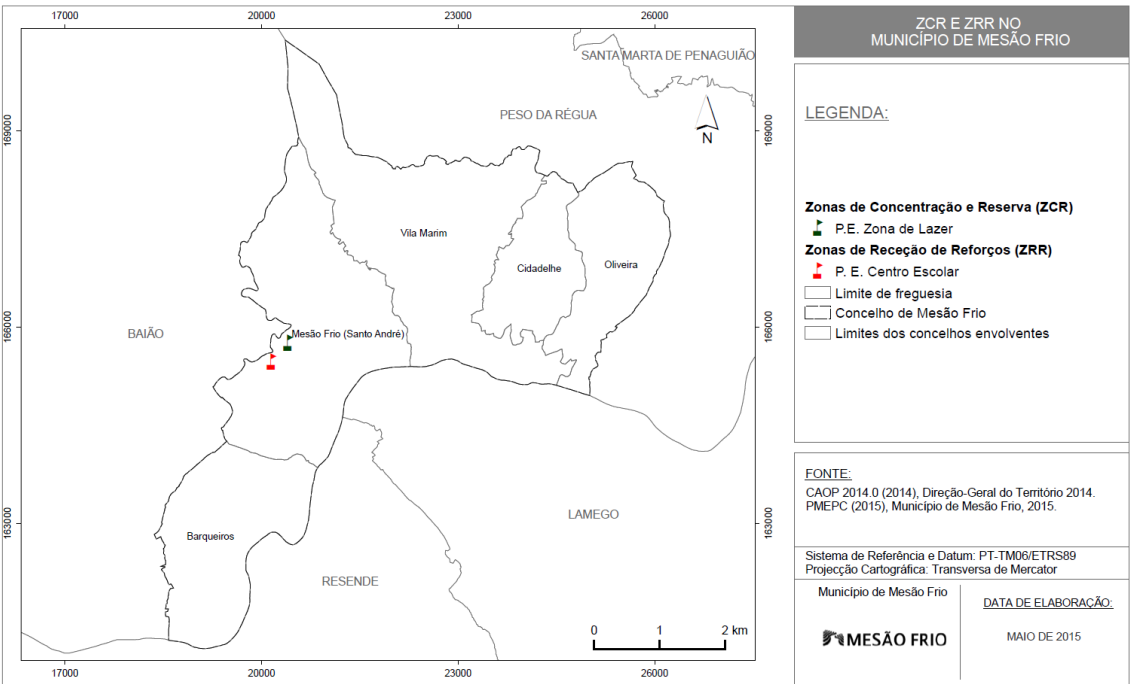 17000
20000
23000
26000
SANTA MARTA DE PENAGUIÃO
PESO DA RÉGUA
169000
169000
N
Vila Marim
Cidadelhe
Oliveira
BAIÃO
Mesão Frio (Santo André)
166000
166000
LAMEGO
163000
163000
Barqueiros
RESENDE
0
1
2 km
17000
20000
23000
26000
ZCR E ZRR NO
MUNICÍPIO DE MESÃO FRIO
LEGENDA:
Zonas de Concentração e Reserva (ZCR)
P.E. Zona de Lazer
Zonas de Receção de Reforços (ZRR)
P. E. Centro Escolar
Limite de freguesia
Concelho de Mesão Frio
Limites dos concelhos envolventes
FONTE:
CAOP 2014.0 (2014), Direção-Geral do Território 2014.
PMEPC (2015), Município de Mesão Frio, 2015.
Sistema de Referência e Datum: PT-TM06/ETRS89
Projecção Cartográfica: Transversa de Mercator
Município de Mesão Frio
MESÃO FRIO
DATA DE ELABORAÇÃO:
MAIO DE 2015